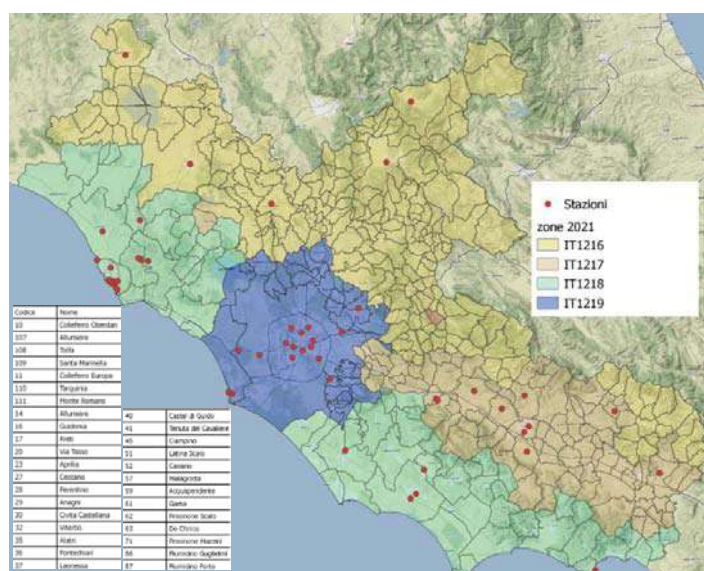 Stazioni
zone 2021
IT1216
IT1217
IT1218
IT1219
Codice Nome
10 Colleferro Oberdan
107 Allumiere
108 Tolfa
109 Santa Marinella
11 Colleferro Europa
110 Tarquinia
111 Monte Romano
14 Allumiere
16 Guidonia
17 Rieti
20 Via Tasso
23 Aprilia
27 Cassano
28 Ferentino
29 Anagni
30 Civita Castellana
32 Viterbo
35 Alatri
36 Fontechiari
37 Leonessa
40 Castel di Guido
41 Tenuta del Cavaliere
45 Ciampino
51 Latina Scalo
52 Cassino
57 Malagrotta
59 Acquapendente
61 Gaeta
62 Frosinone Scalo
63 De Chirico
71 Frosinone Mazzini
86 Fiumicino Guglielmi
87 Fiumicino Porto